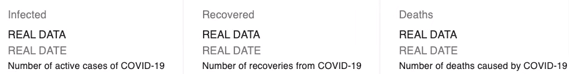 Infected
REAL DATA
REAL DATE
Number of active cases of COVID-19
Recovered
REAL DATA
REAL DATE
Number of recoveries from COVID-19
Deaths
REAL DATA
REAL DATE
Number of deaths caused by COVID-19